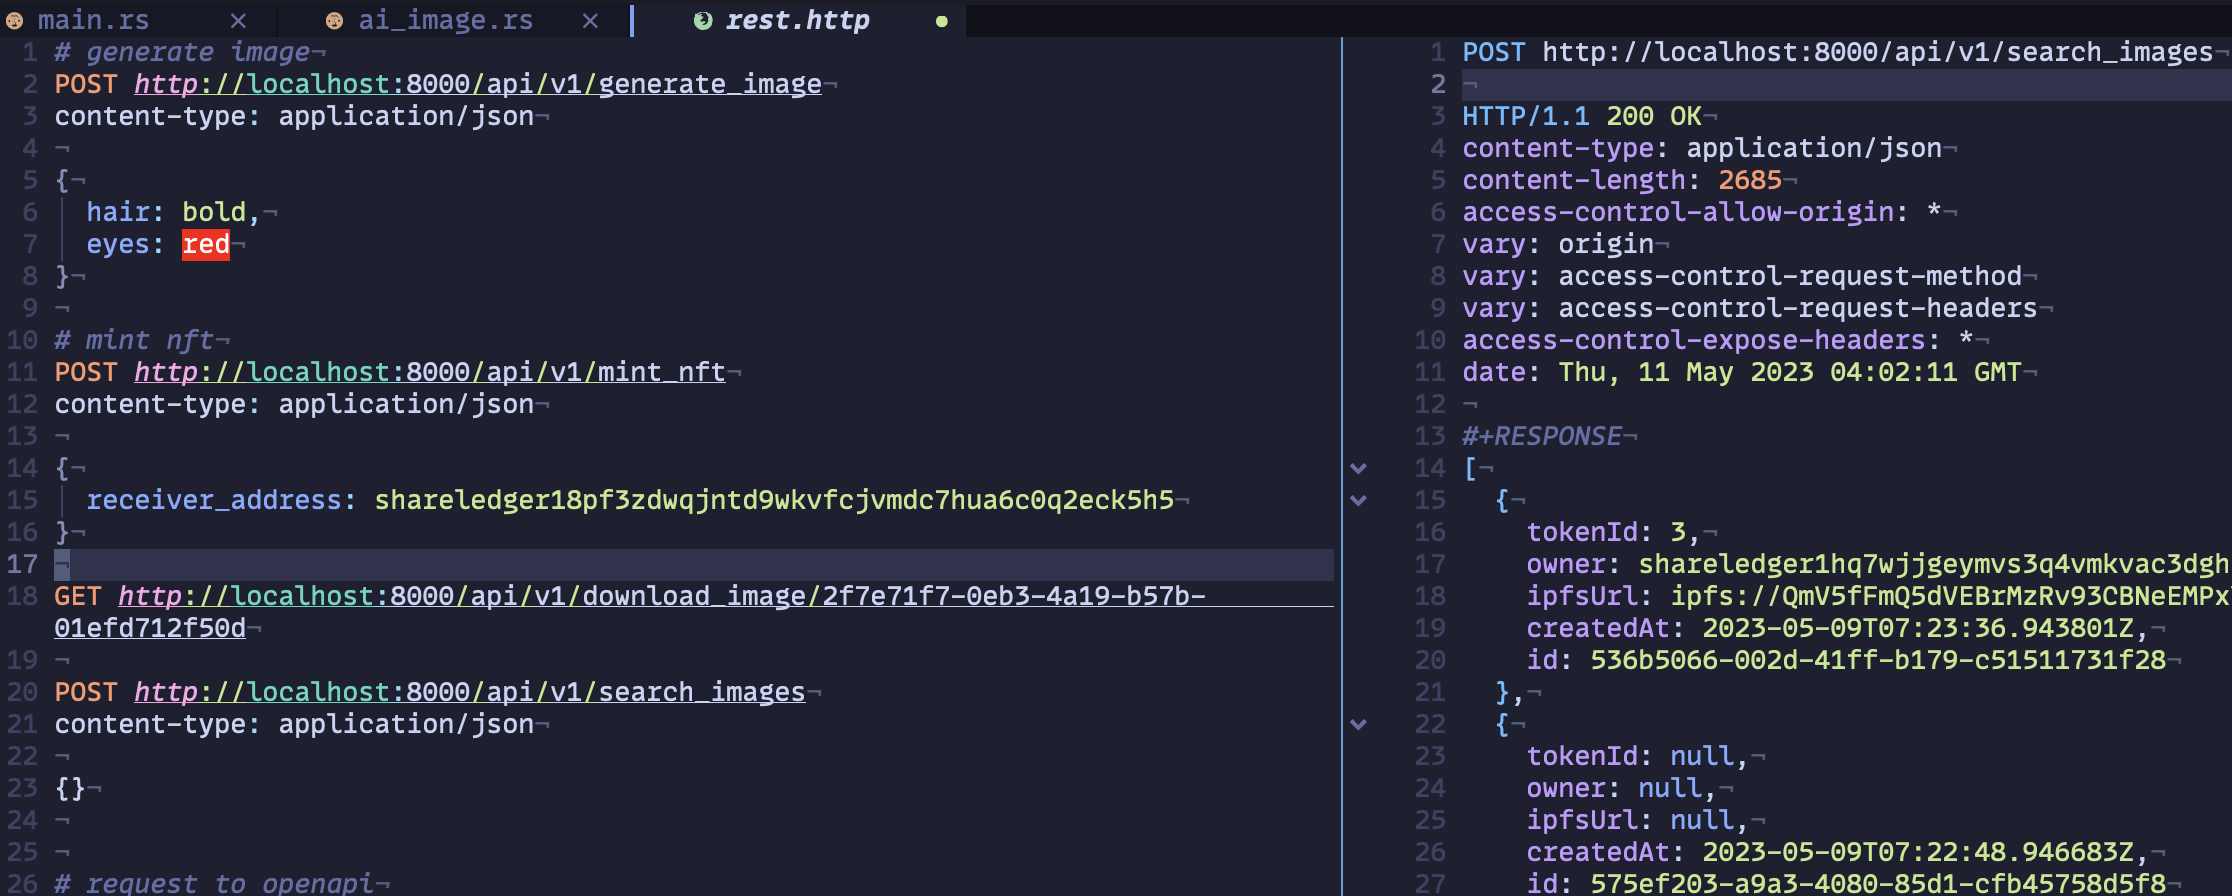 main.rs × ai_image.rs × rest.http
1 # generate image¬
2 POST http://localhost:8000/api/v1/generate_image¬
3 content-type: application/json¬
4 ¬
5 {¬
6 hair: bold,¬
7 eyes: red¬
8 }¬
9 ¬
10 # mint nft¬
11 POST http://localhost:8000/api/v1/mint_nft¬
12 content-type: application/json¬
13 ¬
14 {¬
15 receiver_address: shareledger18pf3zdwqjntd9wkvfcjvmdc7hua6c0q2eck5h5¬
16 }¬
17 ¬
18 GET http://localhost:8000/api/v1/download_image/2f7e71f7-0eb3-4a19-b57b-
01efd712f50d¬
19 ¬
20 POST http://localhost:8000/api/v1/search_images¬
21 content-type: application/json¬
22 ¬
23 {}¬
24 ¬
25 ¬
26 # request to openapi¬
1 POST http://localhost:8000/api/v1/search_images¬
2 ¬
3 HTTP/1.1 200 OK¬
4 content-type: application/json¬
5 content-length: 2685¬
6 access-control-allow-origin: *¬
7 vary: origin¬
8 vary: access-control-request-method¬
9 vary: access-control-request-headers¬
10 access-control-expose-headers: *¬
11 date: Thu, 11 May 2023 04:02:11 GMT¬
12 ¬
13 #+RESPONSE¬
14 [¬
15 {¬
16 tokenId: 3,¬
17 owner: shareledger1hq7wjjgeymvs3q4vmkvac3dgh
18 ipfsUrl: ipfs://QmV5fFmQ5dVEBrMzRv93CBNeEMPx
19 createdAt: 2023-05-09T07:23:36.943801Z,¬
20 id: 536b5066-002d-41ff-b179-c51511731f28¬
21 },¬
22 {¬
23 tokenId: null,¬
24 owner: null,¬
25 ipfsUrl: null,¬
26 createdAt: 2023-05-09T07:22:48.946683Z,¬
27 id: 575ef203-a9a3-4080-85d1-cfb45758d5f8¬